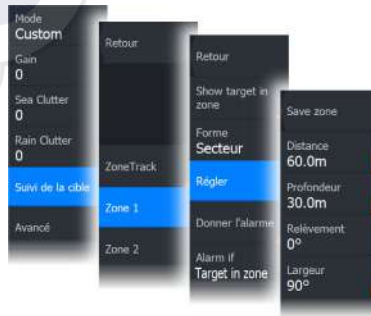 Mode
Custom
Gain
0
Sea Clutter
0
Rain Clutter
0
Suivi de la cible
Avancé
Retour
ZoneTrack
Zone 1
Zone 2
Retour
Show target in
zone
Forme
Secteur
Régler
Donner l'alarme
Alarm if
Target in zone
Save zone
Distance
60.0m
Profondeur
30.0m
Relèvement
0°
Largeur
90°